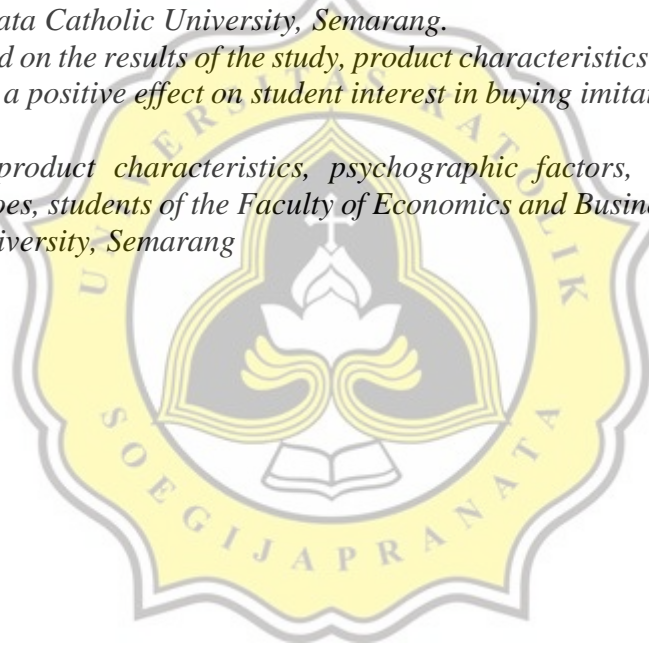 ata Catholic University, Semarang.
d on the results of the study, product characteristics
a positive effect on student interest in buying imita
product characteristics, psychographic factors,
oes, students of the Faculty of Economics and Busin
iversity, Semarang
UNIVERSITAS KATOLIK
SOEGIJAPRANATA